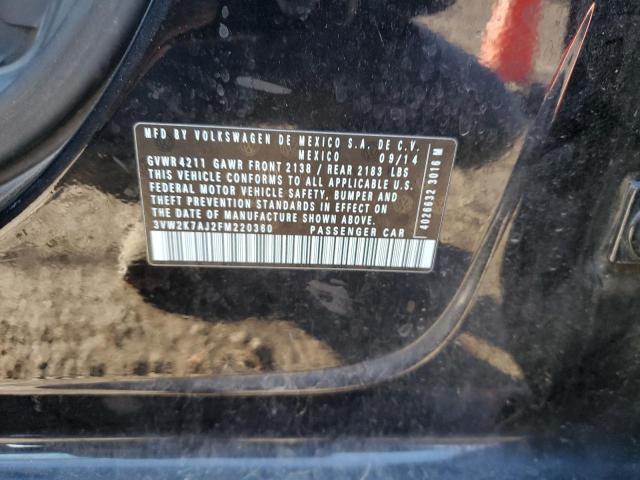 MFD BY VOLKSWAGEN DE MEXICO S.A. DE C.V.
MEXICO 09/14
GVWR 4211 GAWR FRONT 2138 / REAR 2183 LBS
THIS VEHICLE CONFORMS TO ALL APPLICABLE U.S.
FEDERAL MOTOR VEHICLE SAFETY, BUMPER AND
THEFT PREVENTION STANDARDS IN EFFECT ON
THE DATE OF MANUFACTURE SHOWN ABOVE.
3VW2K7AJ2FM220360 PASSENGER CAR
4026632 3016 M